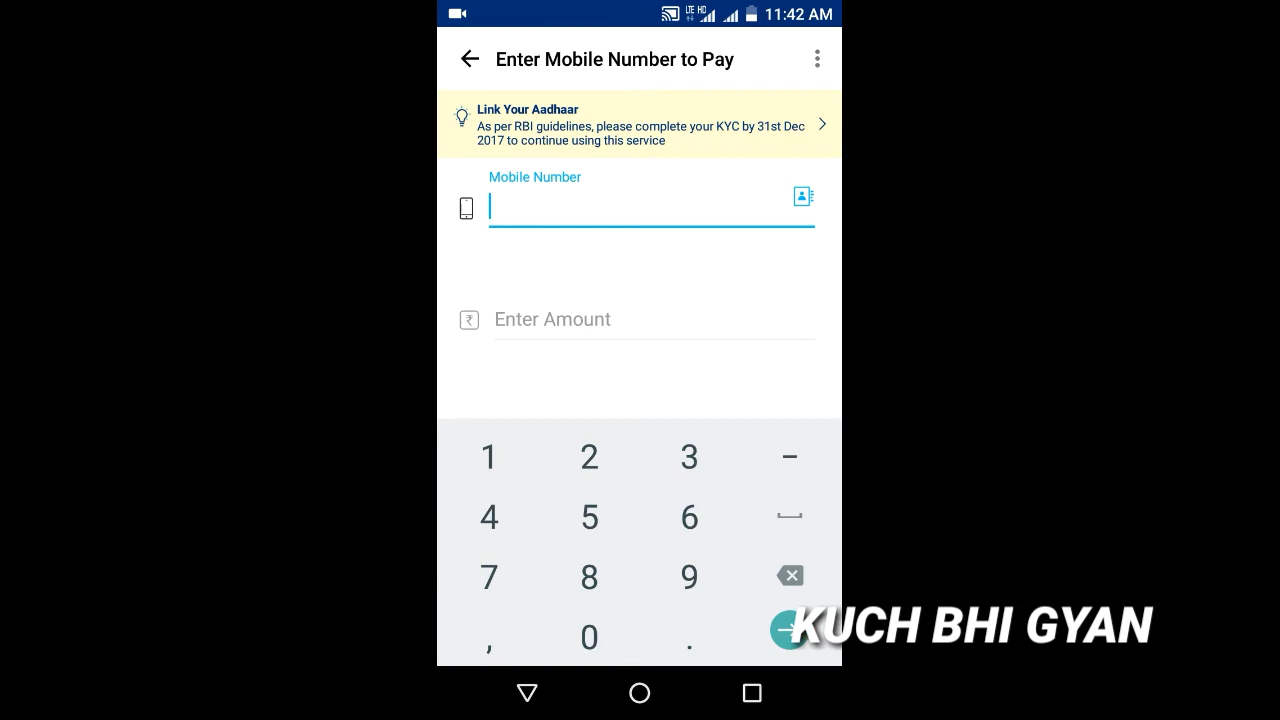 LTE HD 11:42 AM
Enter Mobile Number to Pay
Link Your Aadhaar
As per RBI guidelines, please complete your KYC by 31st Dec
2017 to continue using this service
Mobile Number
₹ Enter Amount
1 2 3 -
4 5 6
7 8 9
, 0 .
KUCH BHI GYAN